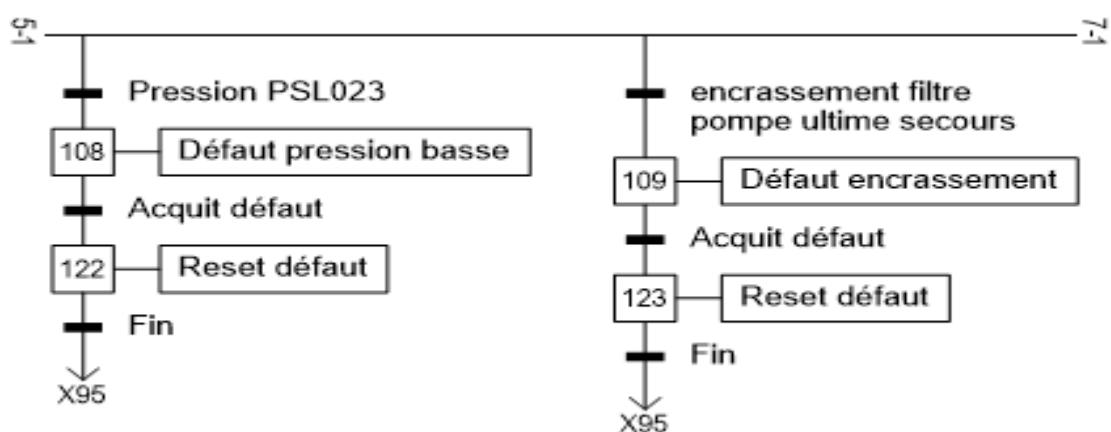 5-1
7-1
Pression PSL023
108
Défaut pression basse
Acquit défaut
122
Reset défaut
Fin
X95
encrassement filtre
pompe ultime secours
109
Défaut encrassement
Acquit défaut
123
Reset défaut
Fin
X95